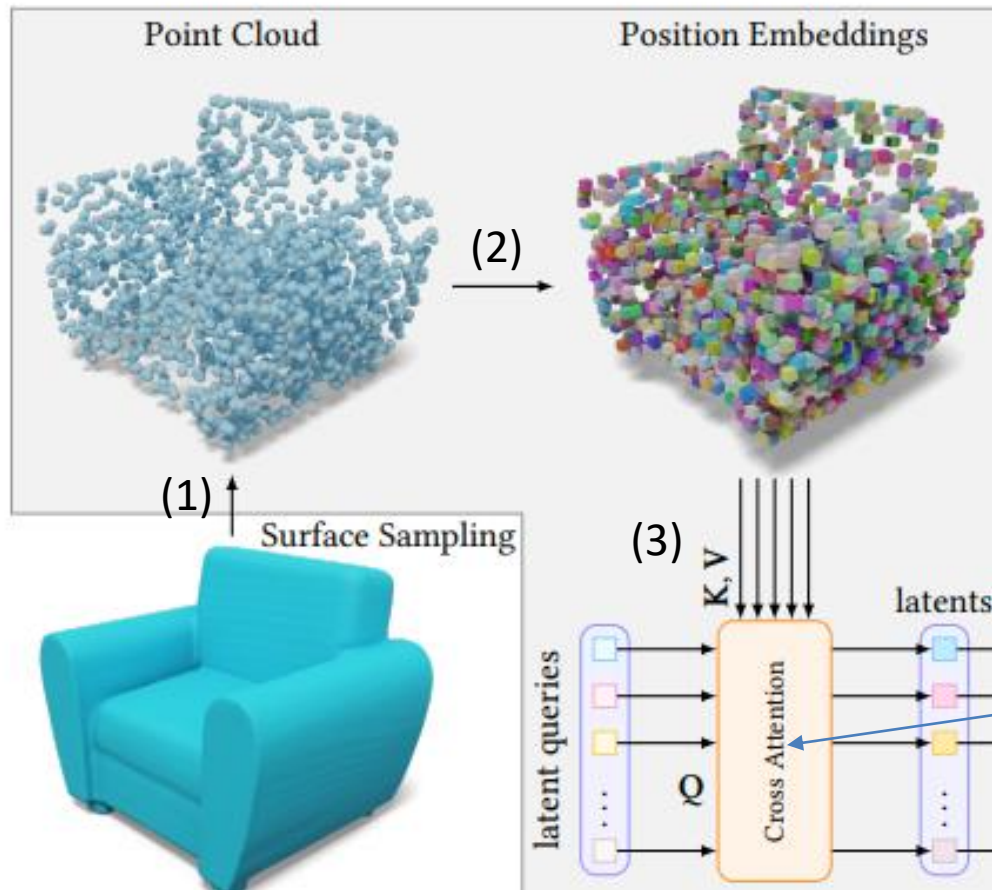 Point Cloud
Position Embeddings
(2)
(1)
Surface Sampling
(3)
K, V
latents
latent queries
Q
Cross Attention
. . .
. . .